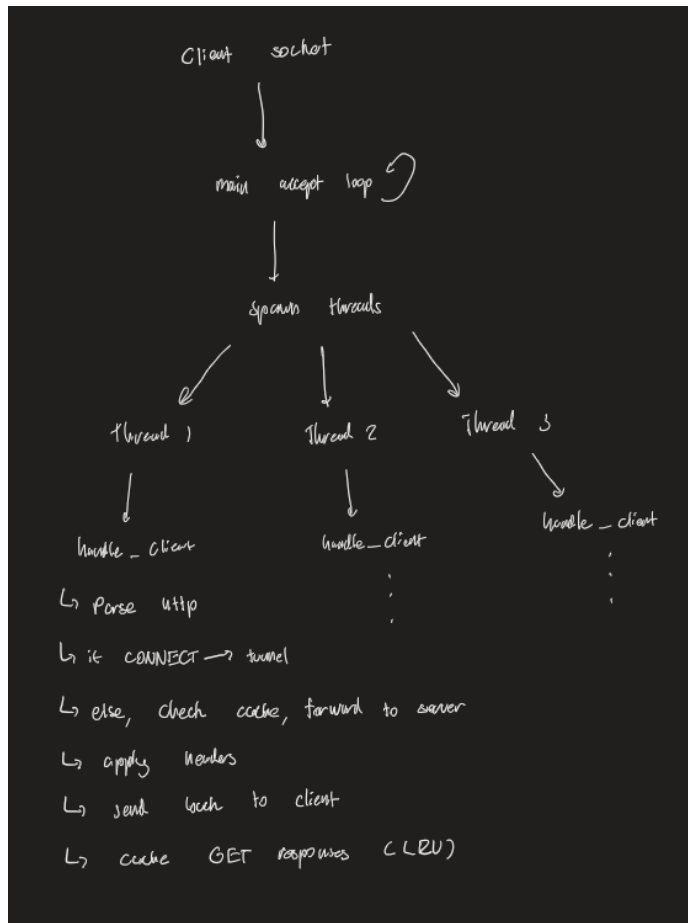 Client socket
main accept loop
spawn threads
Thread 1 Thread 2 Thread 3
handle_client handle_client handle_client
↳ Parse http
↳ if CONNECT → tunnel
↳ else, check cache, forward to server
↳ apply headers
↳ send back to client
↳ cache GET responses (LRU)